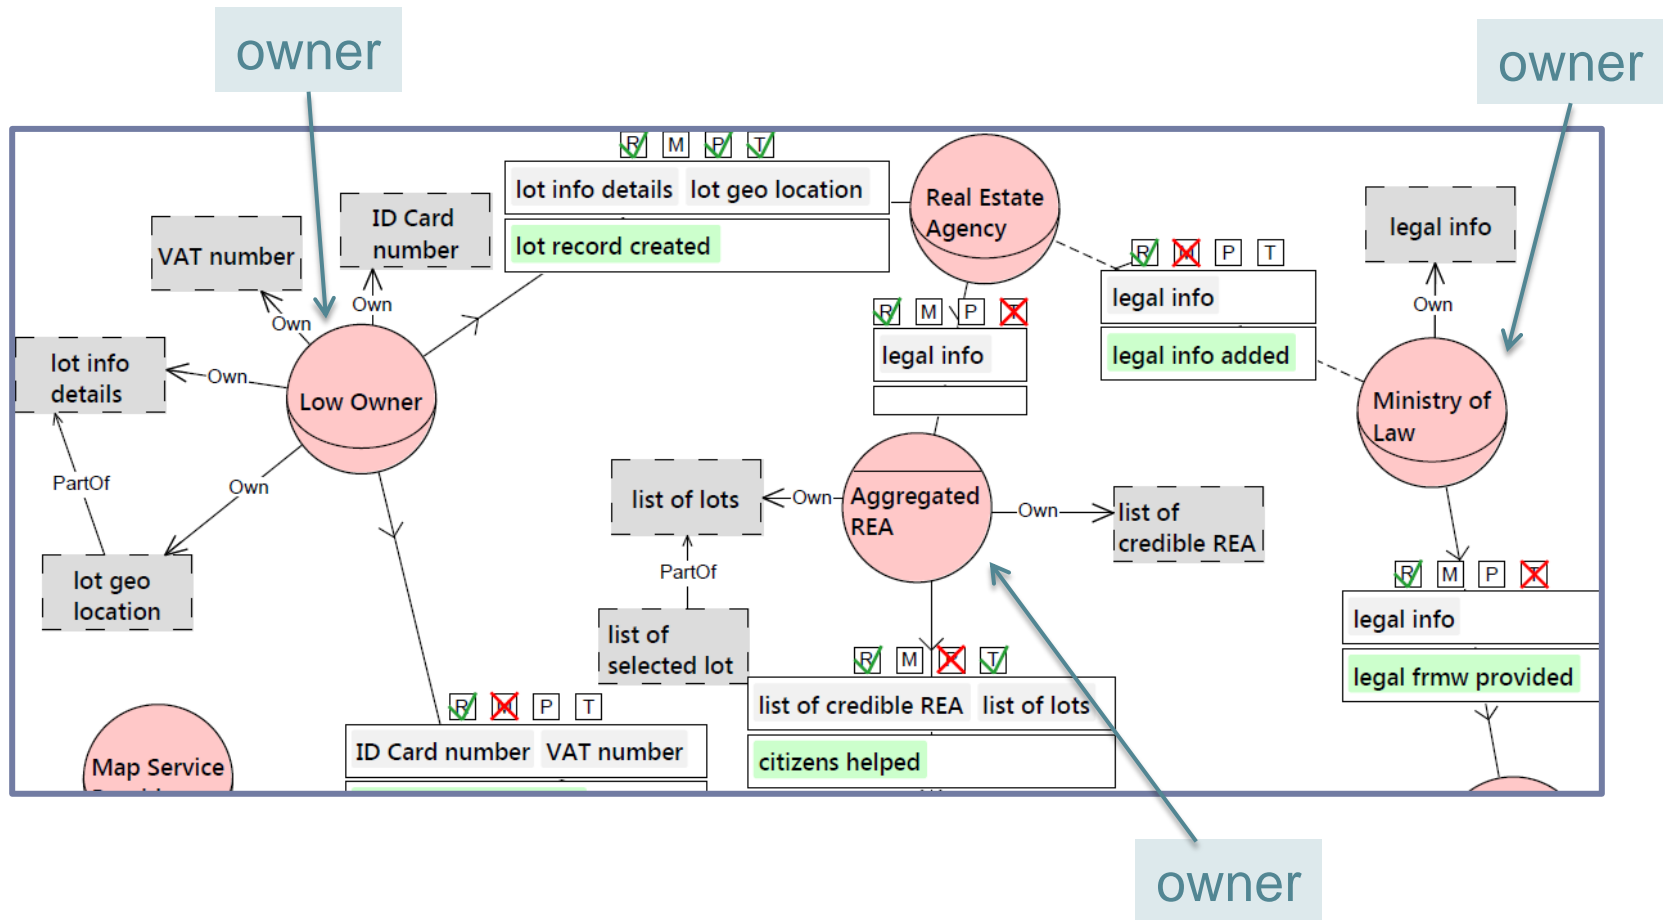 owner
owner
R M P T
lot info details lot geo location
lot record created
Real Estate
Agency
ID Card
number
VAT number
Own
Own
legal info
Own
R M P T
legal info
legal info added
R M P T
legal info
lot info
details
Own
Low Owner
Ministry of
Law
PartOf
Own
list of lots
Own
Aggregated
REA
Own
list of
credible REA
PartOf
lot geo
location
list of
selected lot
R M P T
legal info
legal frmw provided
R M P T
list of credible REA list of lots
citizens helped
R M P T
ID Card number VAT number
Map Service
owner